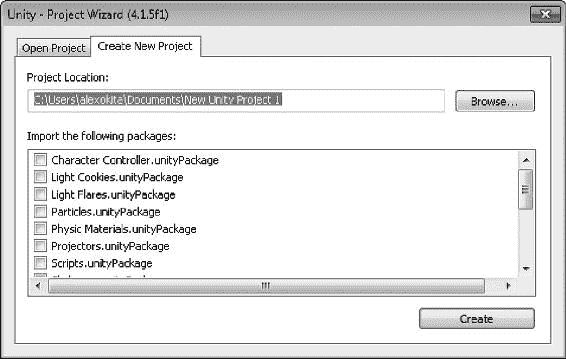 Unity - Project Wizard (4.1.5f1)
Open Project
Create New Project
Project Location:
C:\Users\alexokita\Documents\New Unity Project 1
Browse...
Import the following packages:
Character Controller.unityPackage
Light Cookies.unityPackage
Light Flares.unityPackage
Particles.unityPackage
Physic Materials.unityPackage
Projectors.unityPackage
Scripts.unityPackage
Create